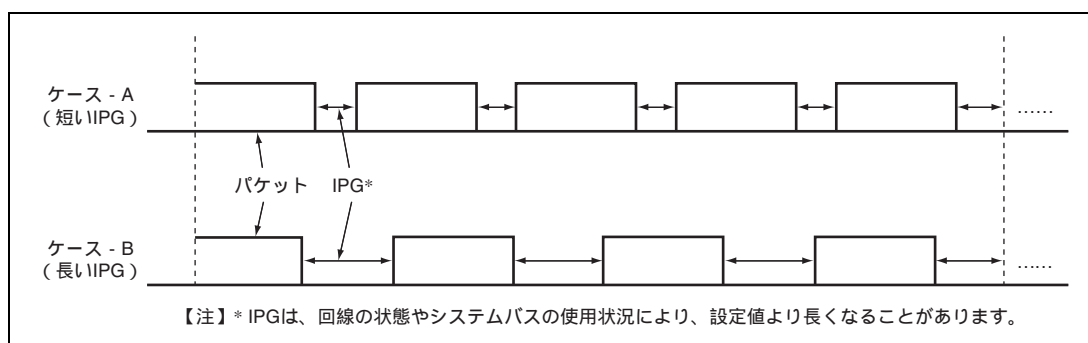 ケース - A
（短いIPG）
……
パケット IPG*
ケース - B
（長いIPG）
……
【注】* IPGは、回線の状態やシステムバスの使用状況により、設定値より長くなることがあります。